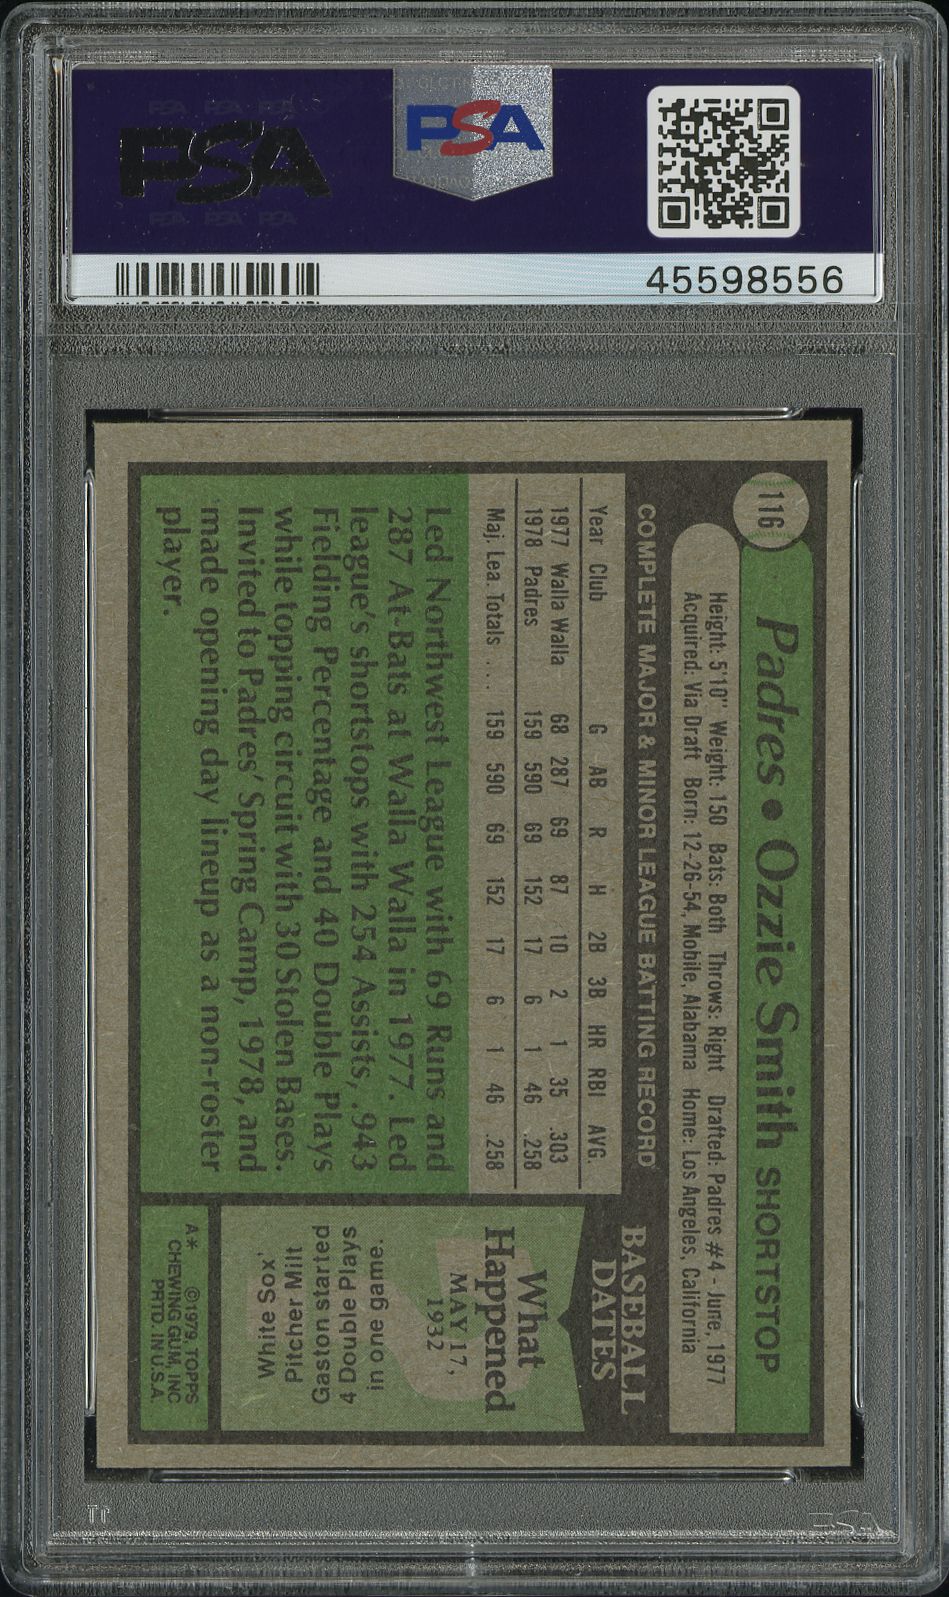 PSA
PSA
45598556
116
Padres • Ozzie Smith SHORTSTOP
Height: 5'10" Weight: 150 Bats: Both Throws: Right Drafted: Padres #4 - June, 1977
Acquired: Via Draft Born: 12-26-54, Mobile, Alabama Home: Los Angeles, California
COMPLETE MAJOR & MINOR LEAGUE BATTING RECORD
Year Club G AB R H 2B 3B HR RBI AVG.
1977 Walla Walla 68 287 69 87 10 2 1 35 .303
1978 Padres 159 590 69 152 17 6 1 46 .258
Maj. Lea. Totals . . . 159 590 69 152 17 6 1 46 .258
Led Northwest League with 69 Runs and
287 At-Bats at Walla Walla in 1977. Led
league's shortstops with 254 Assists, .943
Fielding Percentage and 40 Double Plays
while topping circuit with 30 Stolen Bases.
Invited to Padres' Spring Camp, 1978, and
made opening day lineup as a non-roster
player.
BASEBALL
DATES
What
Happened
MAY 17,
1932
White Sox'
Pitcher Milt
Gaston started
4 Double Plays
in one game.
A* ©1979, TOPPS
CHEWING GUM, INC
PRTD. IN U.S.A.